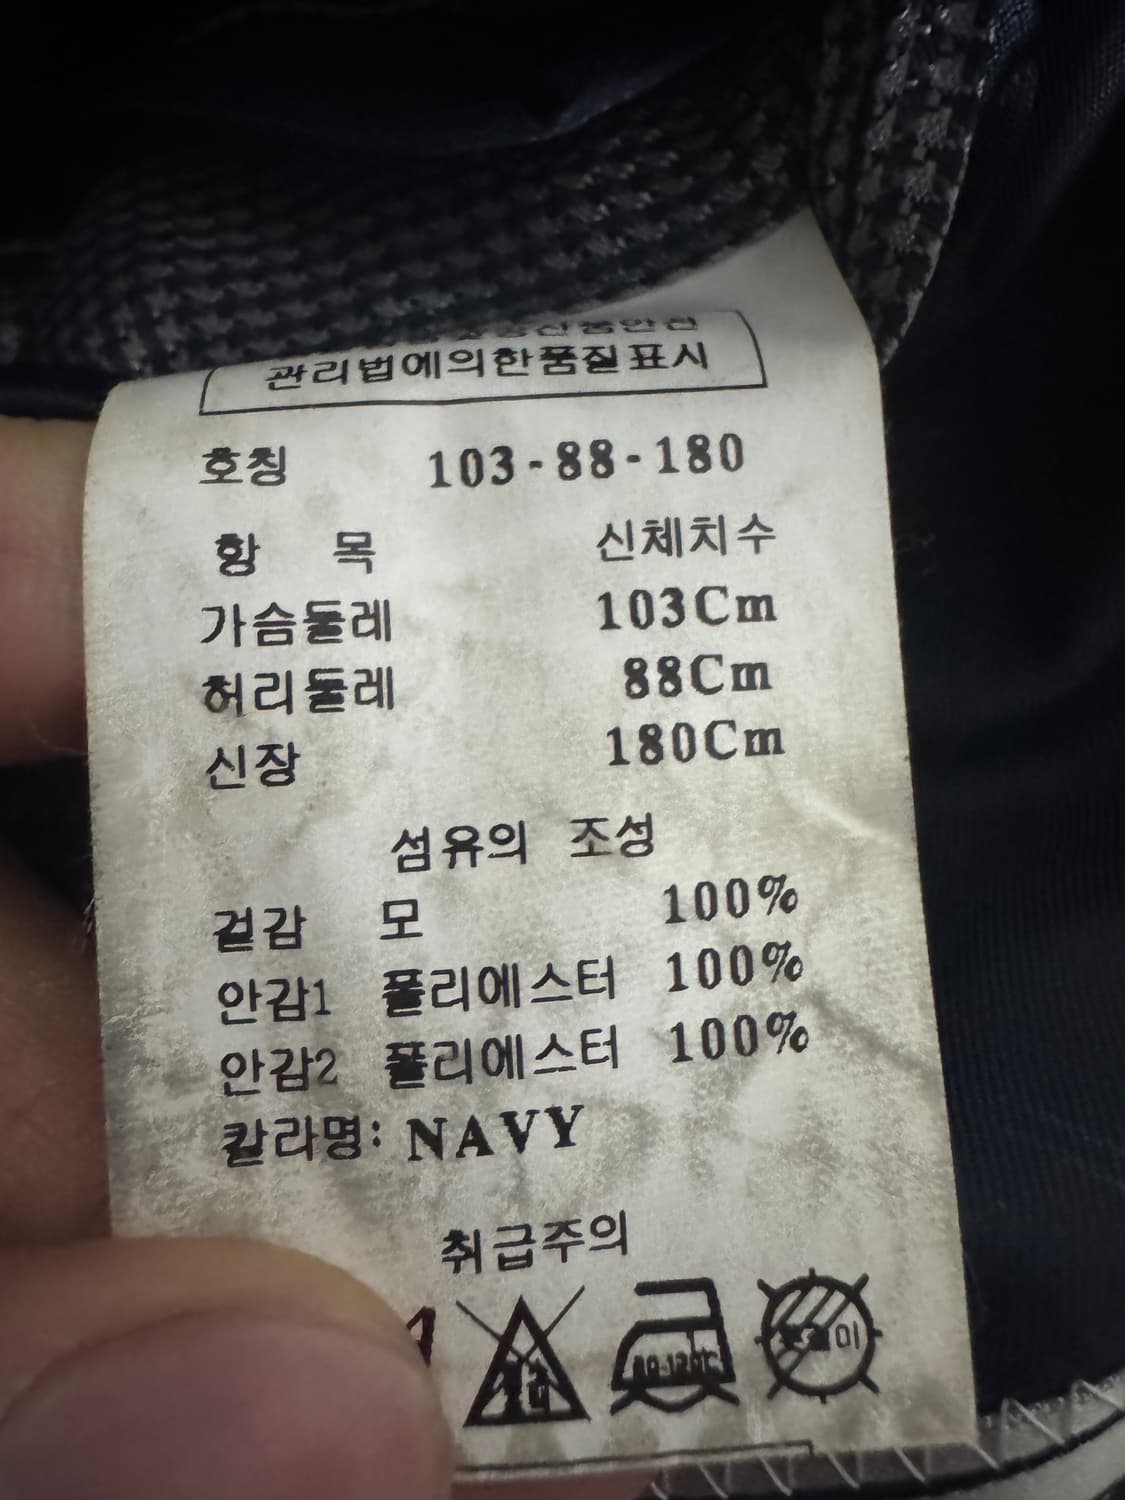 관리법에의한품질표시
호칭 103-88-180
항 목 신체치수
가슴둘레 103Cm
허리둘레 88Cm
신장 180Cm
섬유의 조성
겉감 모 100%
안감1 폴리에스터 100%
안감2 폴리에스터 100%
칼라명: NAVY
취급주의
80-120℃